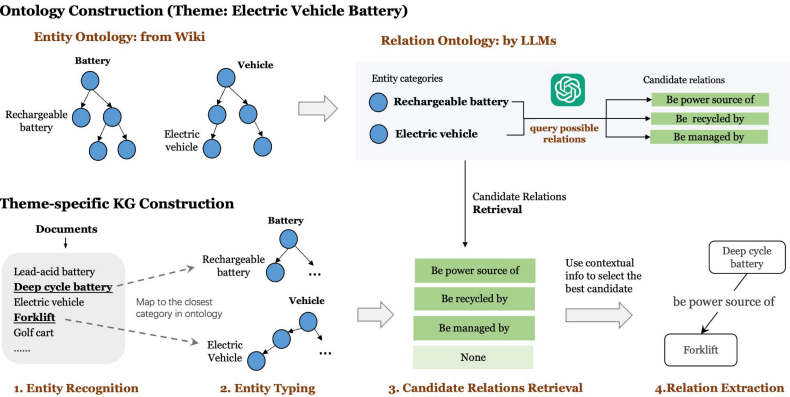 Ontology Construction (Theme: Electric Vehicle Battery)
Entity Ontology: from Wiki
Battery
Rechargeable
battery
Vehicle
Electric
vehicle
Relation Ontology: by LLMs
Entity categories
Rechargeable battery
Electric vehicle
query possible
relations
Candidate relations
Be power source of
Be recycled by
Be managed by
Candidate Relations
Retrieval
Theme-specific KG Construction
Documents
Lead-acid battery
Deep cycle battery
Electric vehicle
Forklift
Golf cart
......
1. Entity Recognition
Map to the closest
category in ontology
Battery
Rechargeable
battery
...
Vehicle
Electric
Vehicle
...
2. Entity Typing
Be power source of
Be recycled by
Be managed by
None
3. Candidate Relations Retrieval
Use contextual
info to select the
best candidate
Deep cycle
battery
be power source of
Forklift
4.Relation Extraction